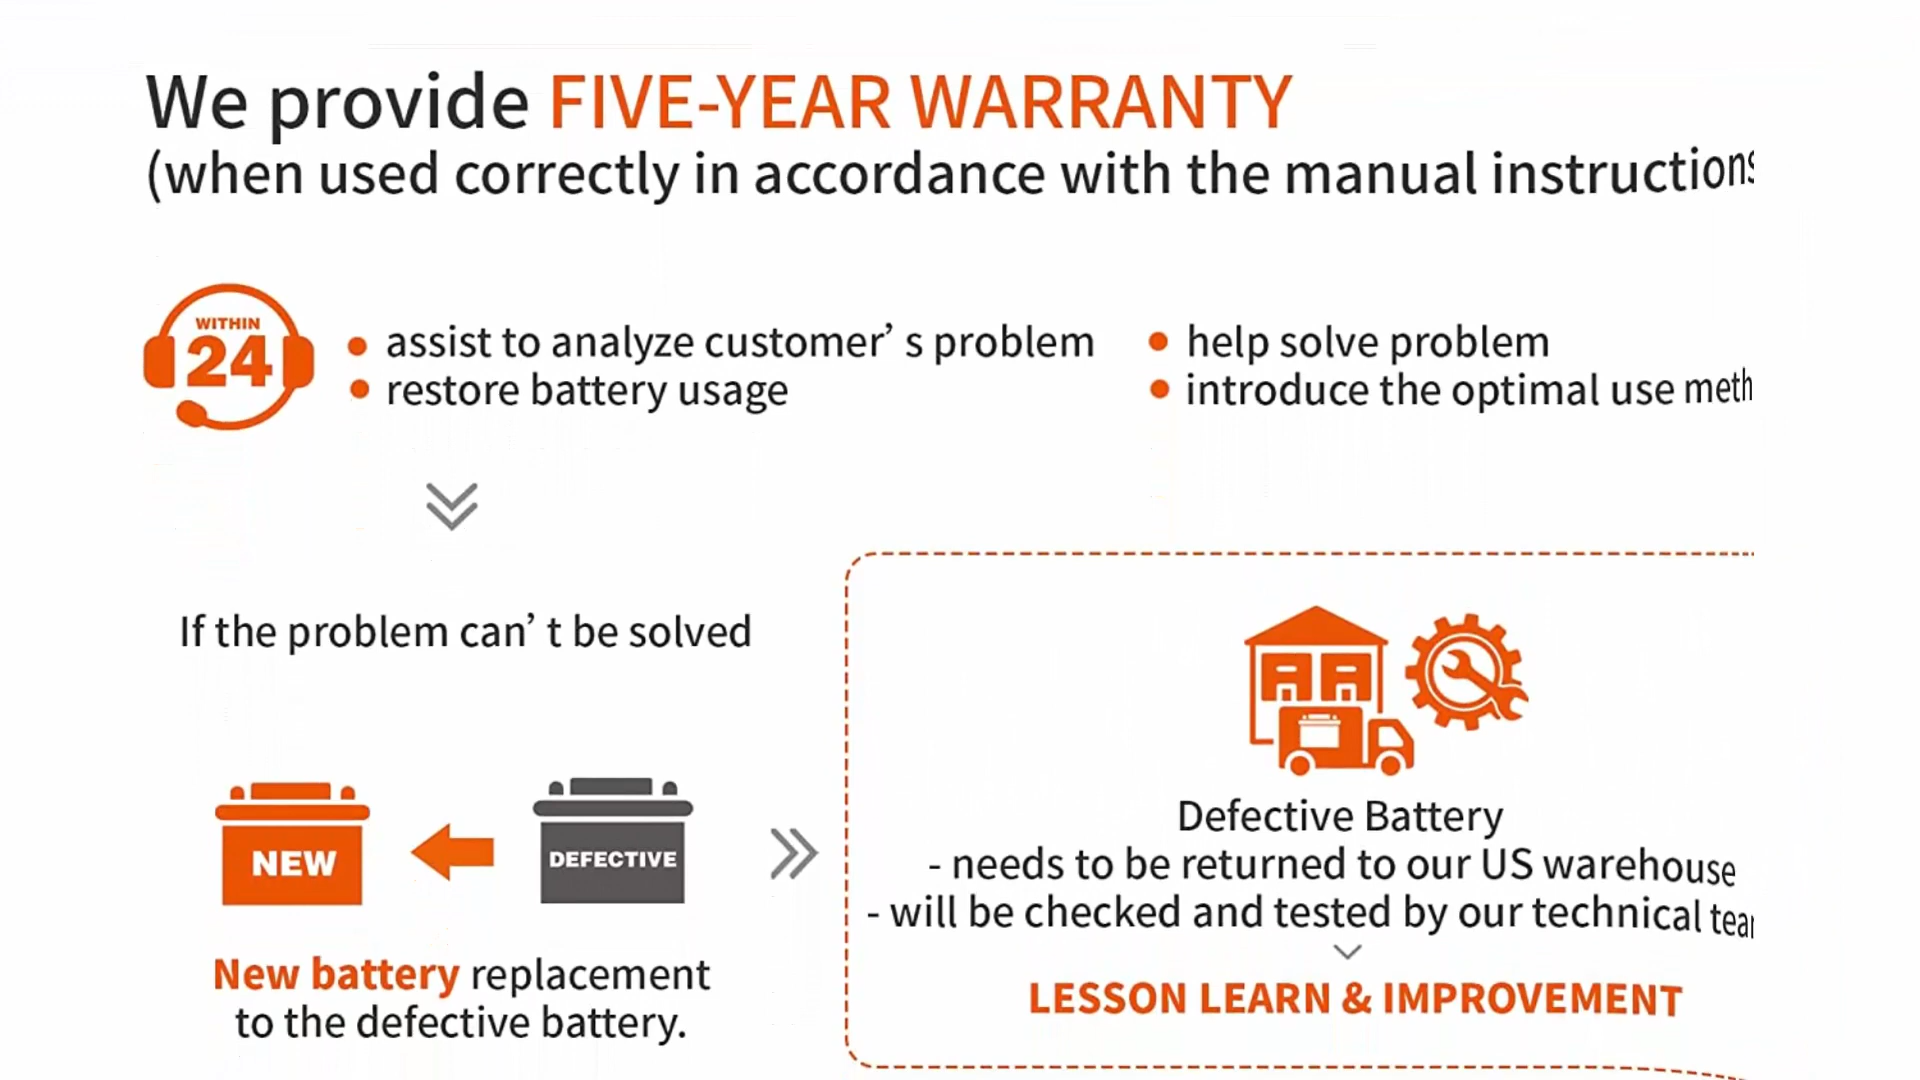 We provide FIVE-YEAR WARRANTY
(when used correctly in accordance with the manual instructions
WITHIN
24
• assist to analyze customer’ s problem
• restore battery usage
• help solve problem
• introduce the optimal use meth
If the problem can’ t be solved
NEW
DEFECTIVE
New battery replacement
to the defective battery.
Defective Battery
- needs to be returned to our US warehouse
- will be checked and tested by our technical tea
LESSON LEARN & IMPROVEMENT